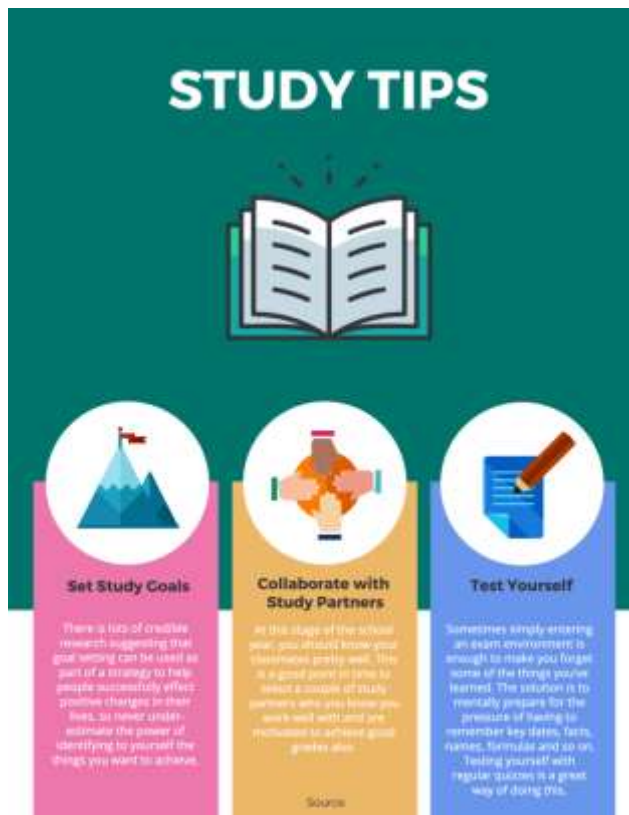 STUDY TIPS
Set Study Goals
There is lots of credible
research suggesting that
goal setting can be used as
part of a strategy to help
people successfully effect
positive changes in their
lives, so never under-
estimate the power of
identifying to yourself the
things you want to achieve.
Collaborate with
Study Partners
At this stage of the school
year, you should know your
classmates pretty well. This
is a good point in time to
select a couple of study
partners who you know you
work well with and are
motivated to achieve good
grades also.
Source
Test Yourself
Sometimes simply entering
an exam environment is
enough to make you forget
some of the things you've
learned. The solution is to
mentally prepare for the
pressure of having to
remember key dates, facts,
names, formulas and so on.
Testing yourself with
regular quizzes is a great
way of doing this.